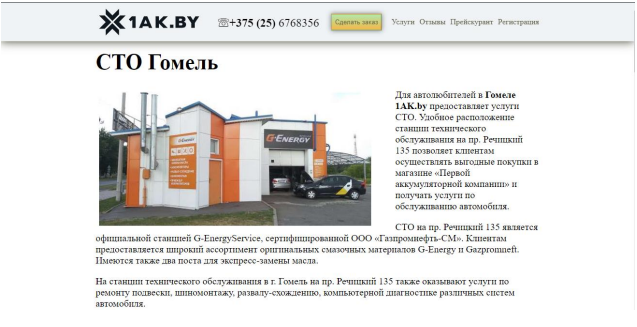 1AK.BY
☏+375 (25) 6768356
Сделать заказ
Услуги Отзывы Прейскурант Регистрация
СТО Гомель
G-ENERGY
Для автолюбителей в Гомеле
1AK.by предоставляет услуги
СТО. Удобное расположение
станции технического
обслуживания на пр. Речицкий
135 позволяет клиентам
осуществлять выгодные покупки в
магазине «Первой
аккумуляторной компании» и
получать услуги по
обслуживанию автомобиля.
СТО на пр. Речицкий 135 является
официальной станцией G-EnergyService, сертифицированной ООО «Газпромнефть-СМ». Клиентам
предоставляется широкий ассортимент оригинальных смазочных материалов G-Energy и Gazpromneft.
Имеются также два поста для экспресс-замены масла.
На станции технического обслуживания в г. Гомель на пр. Речицкий 135 также оказывают услуги по
ремонту подвески, шиномонтажу, развалу-схождению, компьютерной диагностике различных систем
автомобиля.